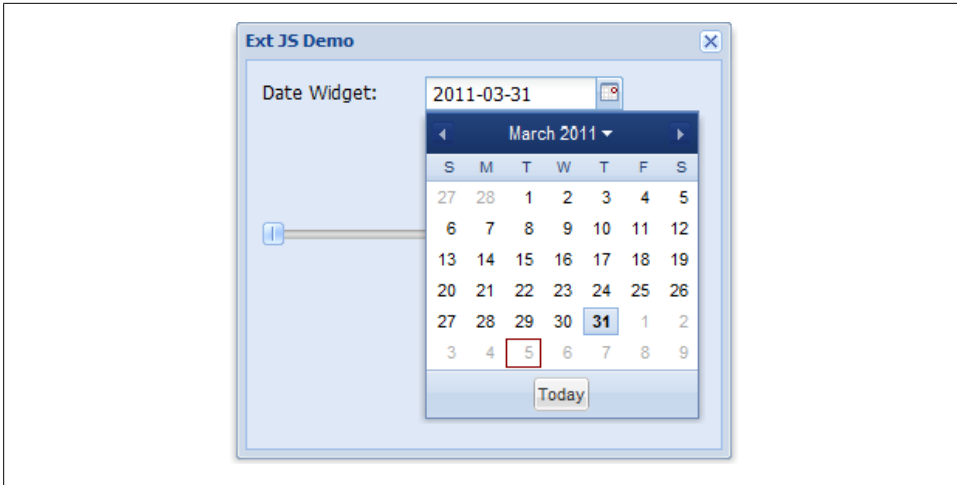 Ext JS Demo
Date Widget: 2011-03-31
March 2011
S M T W T F S
27 28 1 2 3 4 5
6 7 8 9 10 11 12
13 14 15 16 17 18 19
20 21 22 23 24 25 26
27 28 29 30 31 1 2
3 4 5 6 7 8 9
Today